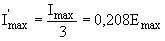 I'max = Imax/3 = 0,208Emax